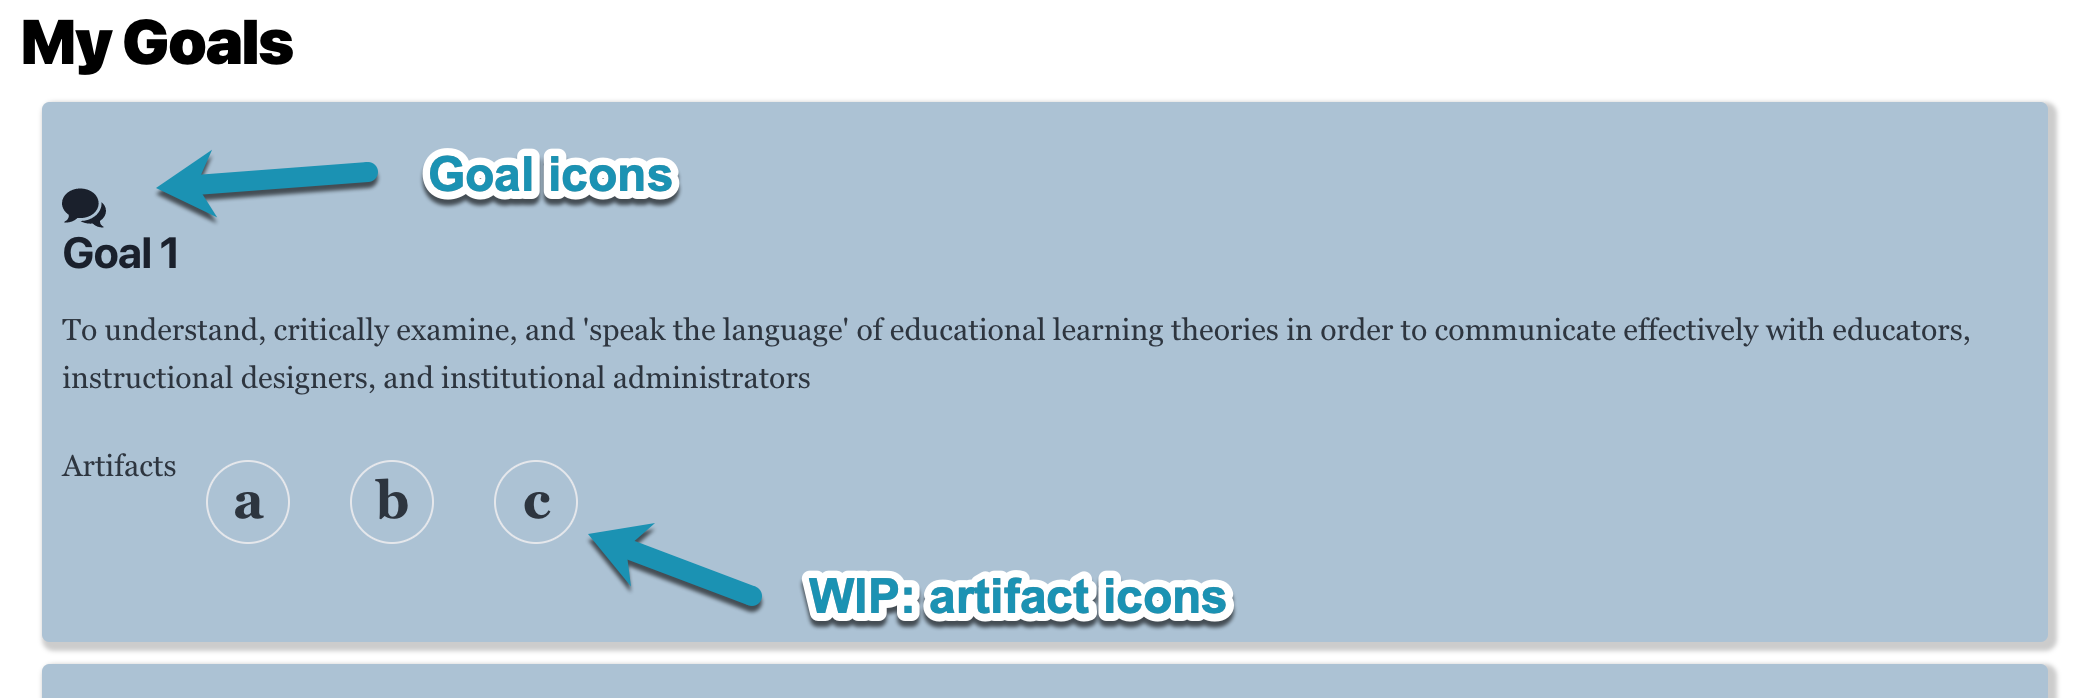 My Goals
Goal icons
Goal 1
To understand, critically examine, and 'speak the language' of educational learning theories in order to communicate effectively with educators,
instructional designers, and institutional administrators
Artifacts a b c
WIP: artifact icons